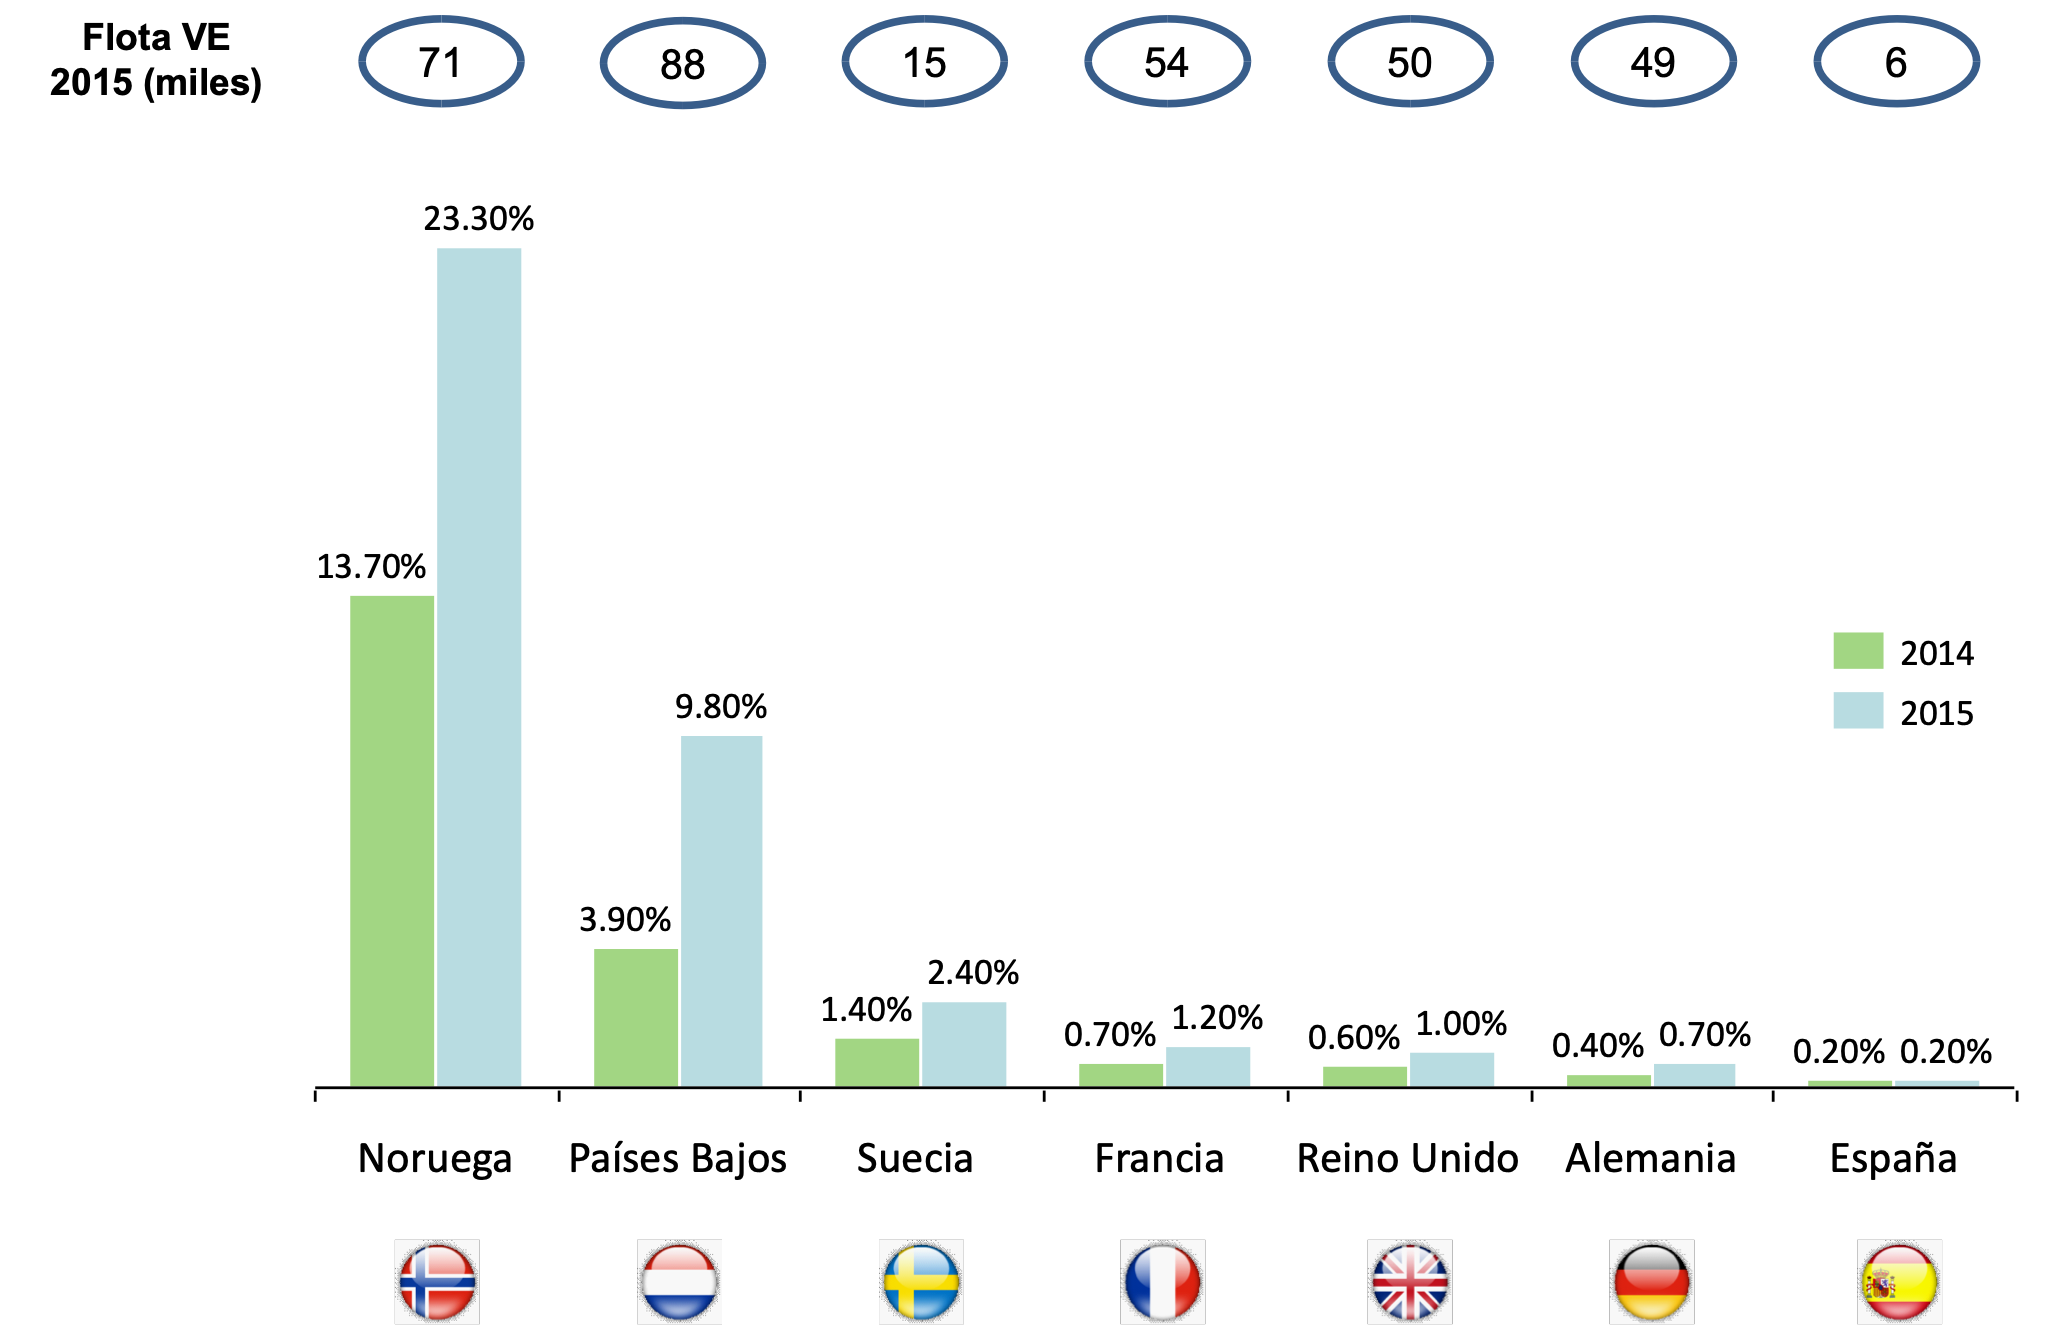 Flota VE
2015 (miles)
71
88
15
54
50
49
6
23.30%
13.70%
9.80%
3.90%
2.40%
1.40%
1.20%
0.70%
1.00%
0.60%
0.70%
0.40%
0.20%
0.20%
2014
2015
Noruega
Países Bajos
Suecia
Francia
Reino Unido
Alemania
España